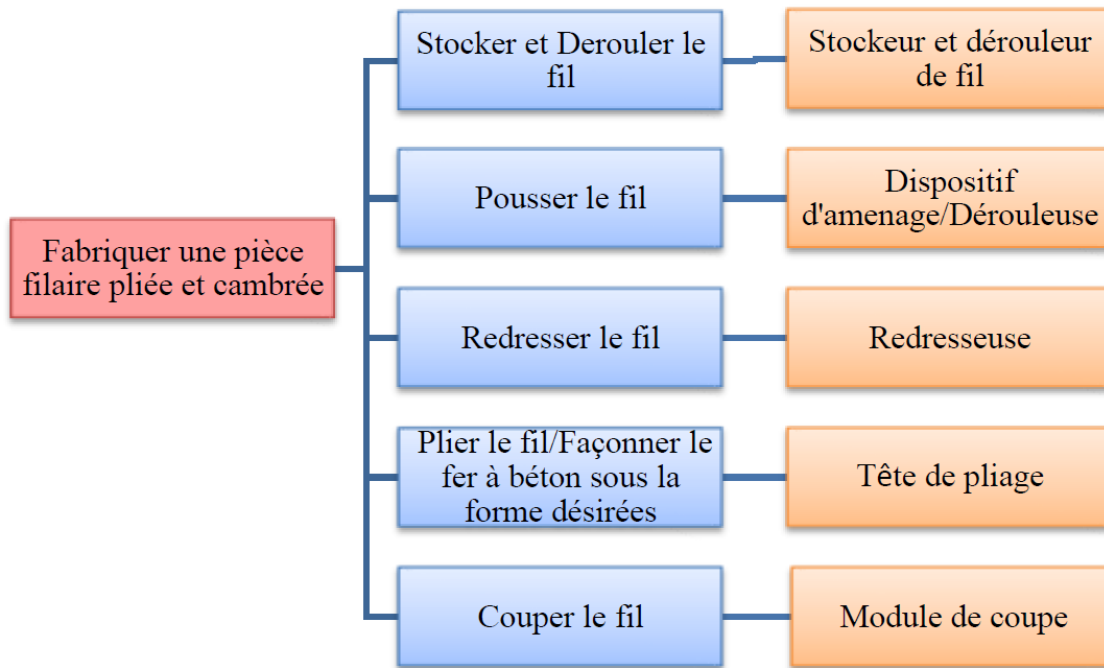 Stocker et Derouler le
fil
Stockeur et dérouleur
de fil
Pousser le fil
Dispositif
d'amenage/Dérouleuse
Fabriquer une pièce
filaire pliée et cambrée
Redresser le fil
Redresseuse
Plier le fil/Façonner le
fer à béton sous la
forme désirées
Tête de pliage
Couper le fil
Module de coupe